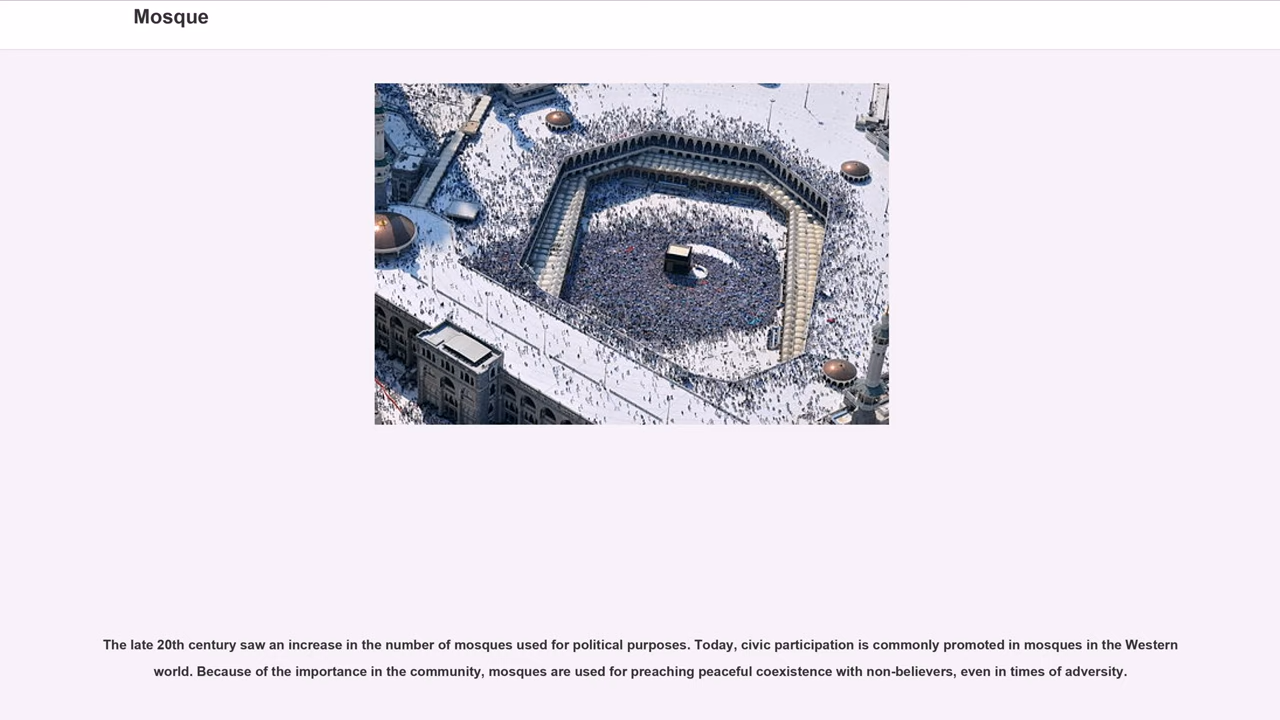 Mosque
The late 20th century saw an increase in the number of mosques used for political purposes. Today, civic participation is commonly promoted in mosques in the Western
world. Because of the importance in the community, mosques are used for preaching peaceful coexistence with non-believers, even in times of adversity.